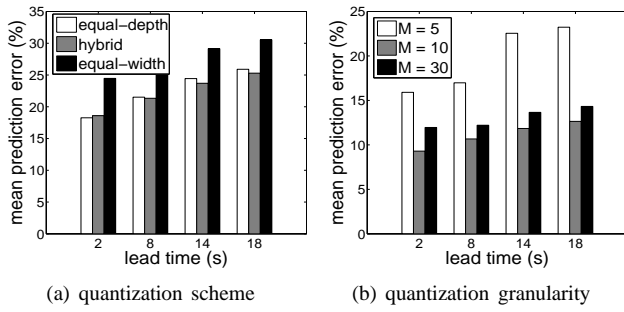 mean prediction error (%)
35
30
25
20
15
10
5
0
equal-depth
hybrid
equal-width
2 8 14 18
lead time (s)
(a) quantization scheme
mean prediction error (%)
25
20
15
10
5
0
M = 5
M = 10
M = 30
2 8 14 18
lead time (s)
(b) quantization granularity